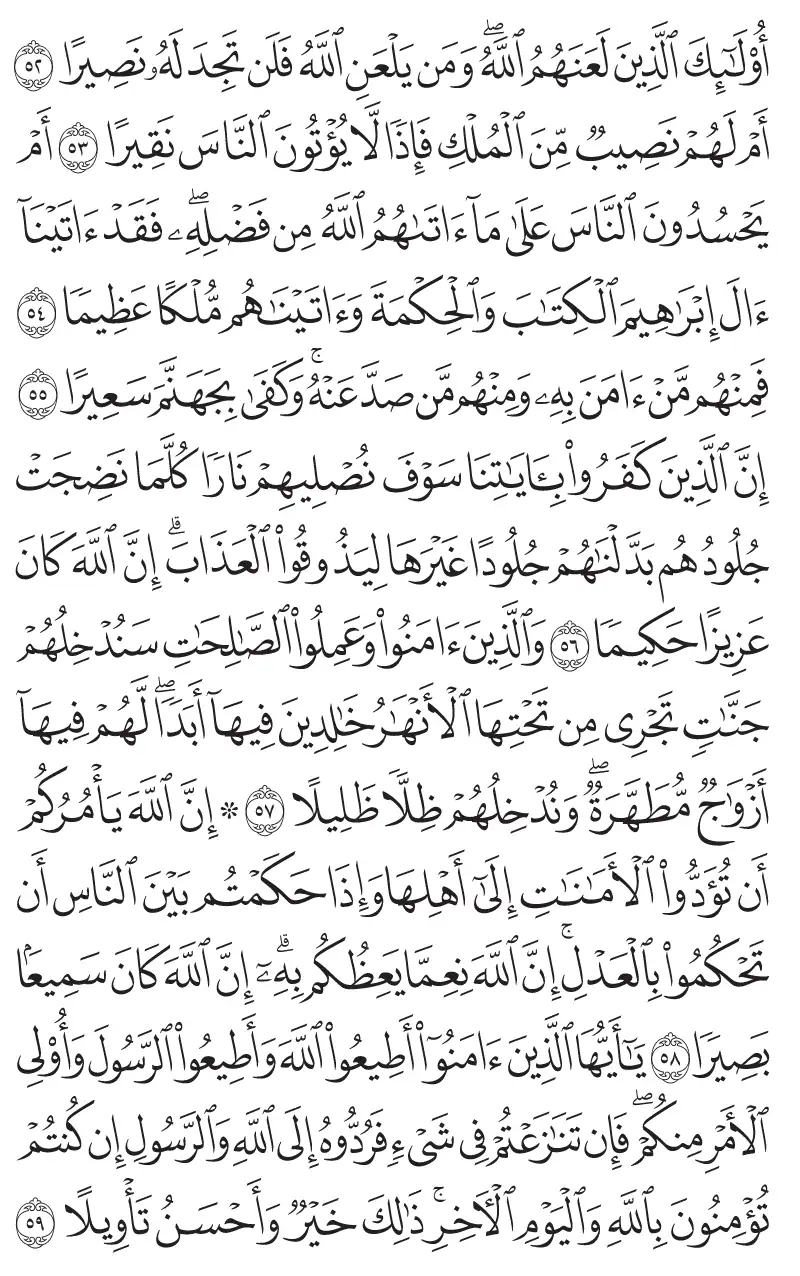 أُوْلَـٰٓئِكَ ٱلَّذِينَ لَعَنَهُمُ ٱللَّهُۖ وَمَن يَلْعَنِ ٱللَّهُ فَلَن تَجِدَ لَهُۥ نَصِيرًا ٥٢
أَمْ لَهُمْ نَصِيبٌ مِّنَ ٱلْمُلْكِ فَإِذًا لَّا يُؤْتُونَ ٱلنَّاسَ نَقِيرًا ٥٣ أَمْ
يَحْسُدُونَ ٱلنَّاسَ عَلَىٰ مَآ ءَاتَىٰهُمُ ٱللَّهُ مِن فَضْلِهِۦۖ فَقَدْ ءَاتَيْنَآ
ءَالَ إِبْرَٰهِيمَ ٱلْكِتَـٰبَ وَٱلْحِكْمَةَ وَءَاتَيْنَـٰهُم مُّلْكًا عَظِيمًا ٥٤
فَمِنْهُم مَّنْ ءَامَنَ بِهِۦ وَمِنْهُم مَّن صَدَّ عَنْهُۚ وَكَفَىٰ بِجَهَنَّمَ سَعِيرًا ٥٥
إِنَّ ٱلَّذِينَ كَفَرُواْ بِـَٔايَـٰتِنَا سَوْفَ نُصْلِيهِمْ نَارًا كُلَّمَا نَضِجَتْ
جُلُودُهُم بَدَّلْنَـٰهُمْ جُلُودًا غَيْرَهَا لِيَذُوقُواْ ٱلْعَذَابَۗ إِنَّ ٱللَّهَ كَانَ
عَزِيزًا حَكِيمًا ٥٦ وَٱلَّذِينَ ءَامَنُواْ وَعَمِلُواْ ٱلصَّـٰلِحَـٰتِ سَنُدْخِلُهُمْ
جَنَّـٰتٍ تَجْرِى مِن تَحْتِهَا ٱلْأَنْهَـٰرُ خَـٰلِدِينَ فِيهَآ أَبَدًاۖ لَّهُمْ فِيهَآ
أَزْوَٰجٌ مُّطَهَّرَةٌۖ وَنُدْخِلُهُمْ ظِلًّا ظَلِيلًا ٥٧ * إِنَّ ٱللَّهَ يَأْمُرُكُمْ
أَن تُؤَدُّواْ ٱلْأَمَـٰنَـٰتِ إِلَىٰٓ أَهْلِهَا وَإِذَا حَكَمْتُم بَيْنَ ٱلنَّاسِ أَن
تَحْكُمُواْ بِٱلْعَدْلِۚ إِنَّ ٱللَّهَ نِعِمَّا يَعِظُكُم بِهِۦٓۗ إِنَّ ٱللَّهَ كَانَ سَمِيعًۢا
بَصِيرًا ٥٨ يَـٰٓأَيُّهَا ٱلَّذِينَ ءَامَنُوٓاْ أَطِيعُواْ ٱللَّهَ وَأَطِيعُواْ ٱلرَّسُولَ وَأُوْلِى
ٱلْأَمْرِ مِنكُمْۖ فَإِن تَنَـٰزَعْتُمْ فِى شَىْءٍ فَرُدُّوهُ إِلَى ٱللَّهِ وَٱلرَّسُولِ إِن كُنتُمْ
تُؤْمِنُونَ بِٱللَّهِ وَٱلْيَوْمِ ٱلْـَٔاخِرِۚ ذَٰلِكَ خَيْرٌ وَأَحْسَنُ تَأْوِيلًا ٥٩